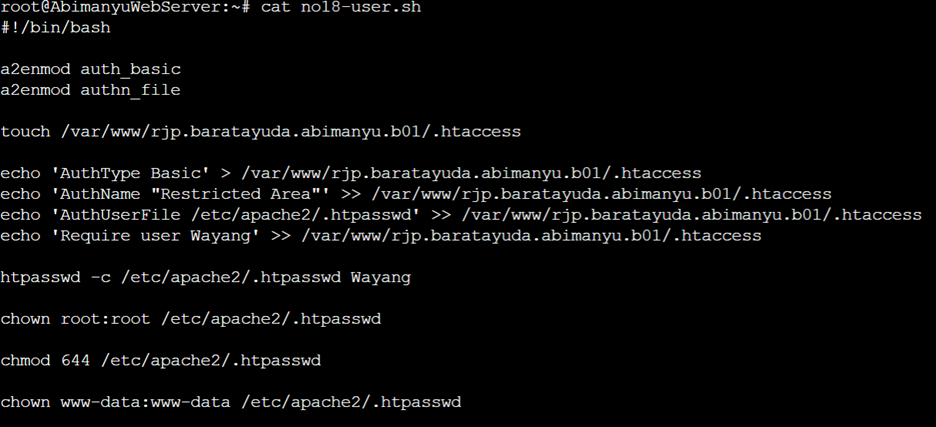 root@AbimanyuWebServer:~# cat no18-user.sh
#!/bin/bash
a2enmod auth_basic
a2enmod authn_file
touch /var/www/rjp.baratayuda.abimanyu.b01/.htaccess
echo 'AuthType Basic' > /var/www/rjp.baratayuda.abimanyu.b01/.htaccess
echo 'AuthName "Restricted Area"' >> /var/www/rjp.baratayuda.abimanyu.b01/.htaccess
echo 'AuthUserFile /etc/apache2/.htpasswd' >> /var/www/rjp.baratayuda.abimanyu.b01/.htaccess
echo 'Require user Wayang' >> /var/www/rjp.baratayuda.abimanyu.b01/.htaccess
htpasswd -c /etc/apache2/.htpasswd Wayang
chown root:root /etc/apache2/.htpasswd
chmod 644 /etc/apache2/.htpasswd
chown www-data:www-data /etc/apache2/.htpasswd